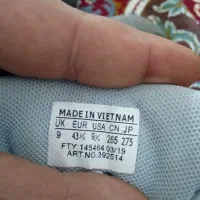 MADE IN VIETNAM
UK EUR USA CN JP
9 43⅓ 9½ 265 275
FTY 145464 03/19
ART NO.392514